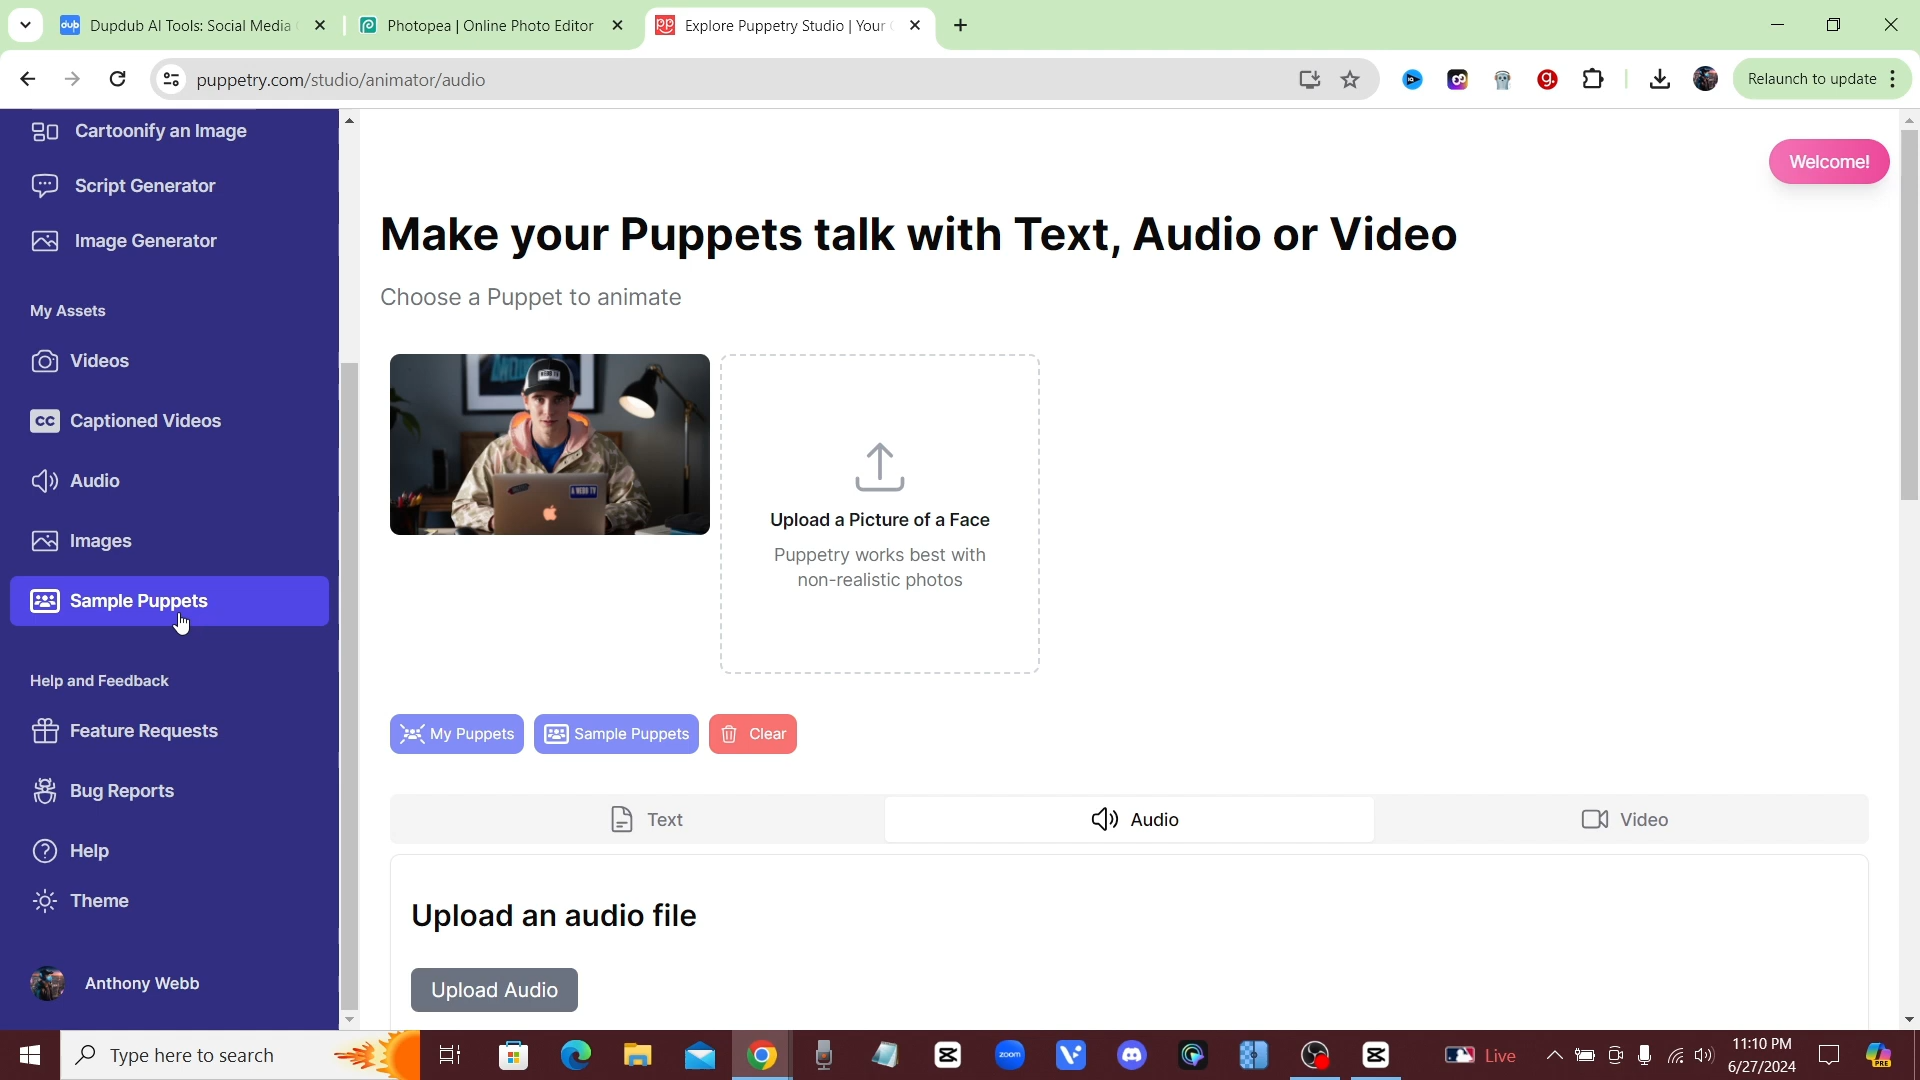 Dupdub AI Tools: Social Media
Photopea | Online Photo Editor
Explore Puppetry Studio | Your
puppetry.com/studio/animator/audio
Relaunch to update
Cartoonify an Image
Script Generator
Image Generator
My Assets
Videos
CC Captioned Videos
Audio
Images
Sample Puppets
Help and Feedback
Feature Requests
Bug Reports
Help
Theme
Anthony Webb
Welcome!
Make your Puppets talk with Text, Audio or Video
Choose a Puppet to animate
Upload a Picture of a Face
Puppetry works best with
non-realistic photos
My Puppets
Sample Puppets
Clear
Text
Audio
Video
Upload an audio file
Upload Audio
Type here to search
zoom
Live
11:10 PM
6/27/2024
PRE